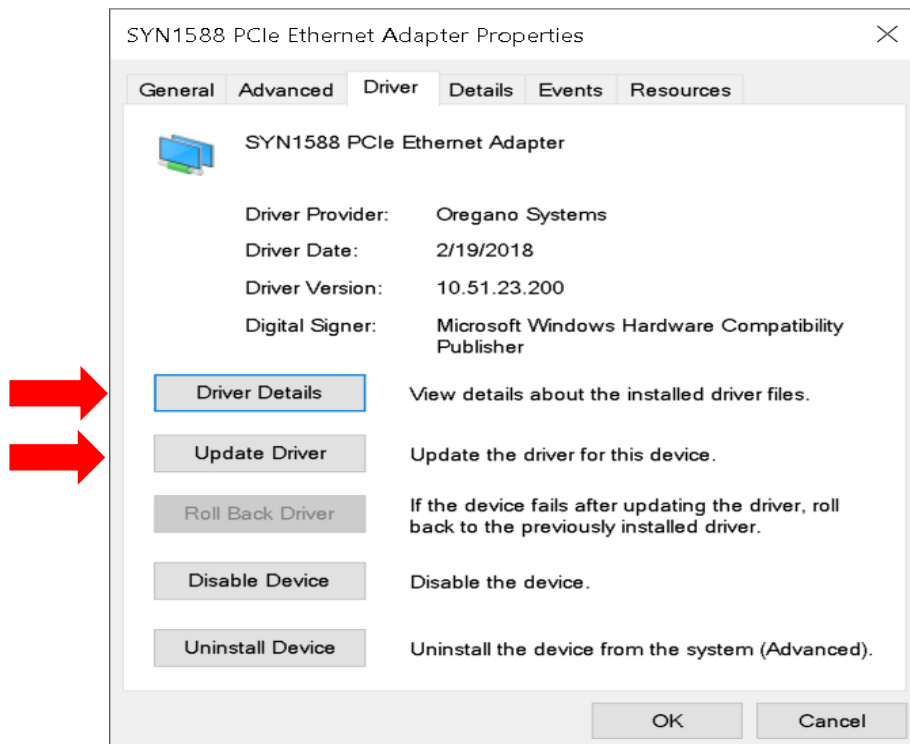 SYN1588 PCIe Ethernet Adapter Properties
General Advanced Driver Details Events Resources
SYN1588 PCIe Ethernet Adapter
Driver Provider: Oregano Systems
Driver Date: 2/19/2018
Driver Version: 10.51.23.200
Digital Signer: Microsoft Windows Hardware Compatibility
Publisher
Driver Details View details about the installed driver files.
Update Driver Update the driver for this device.
Roll Back Driver If the device fails after updating the driver, roll
back to the previously installed driver.
Disable Device Disable the device.
Uninstall Device Uninstall the device from the system (Advanced).
OK Cancel